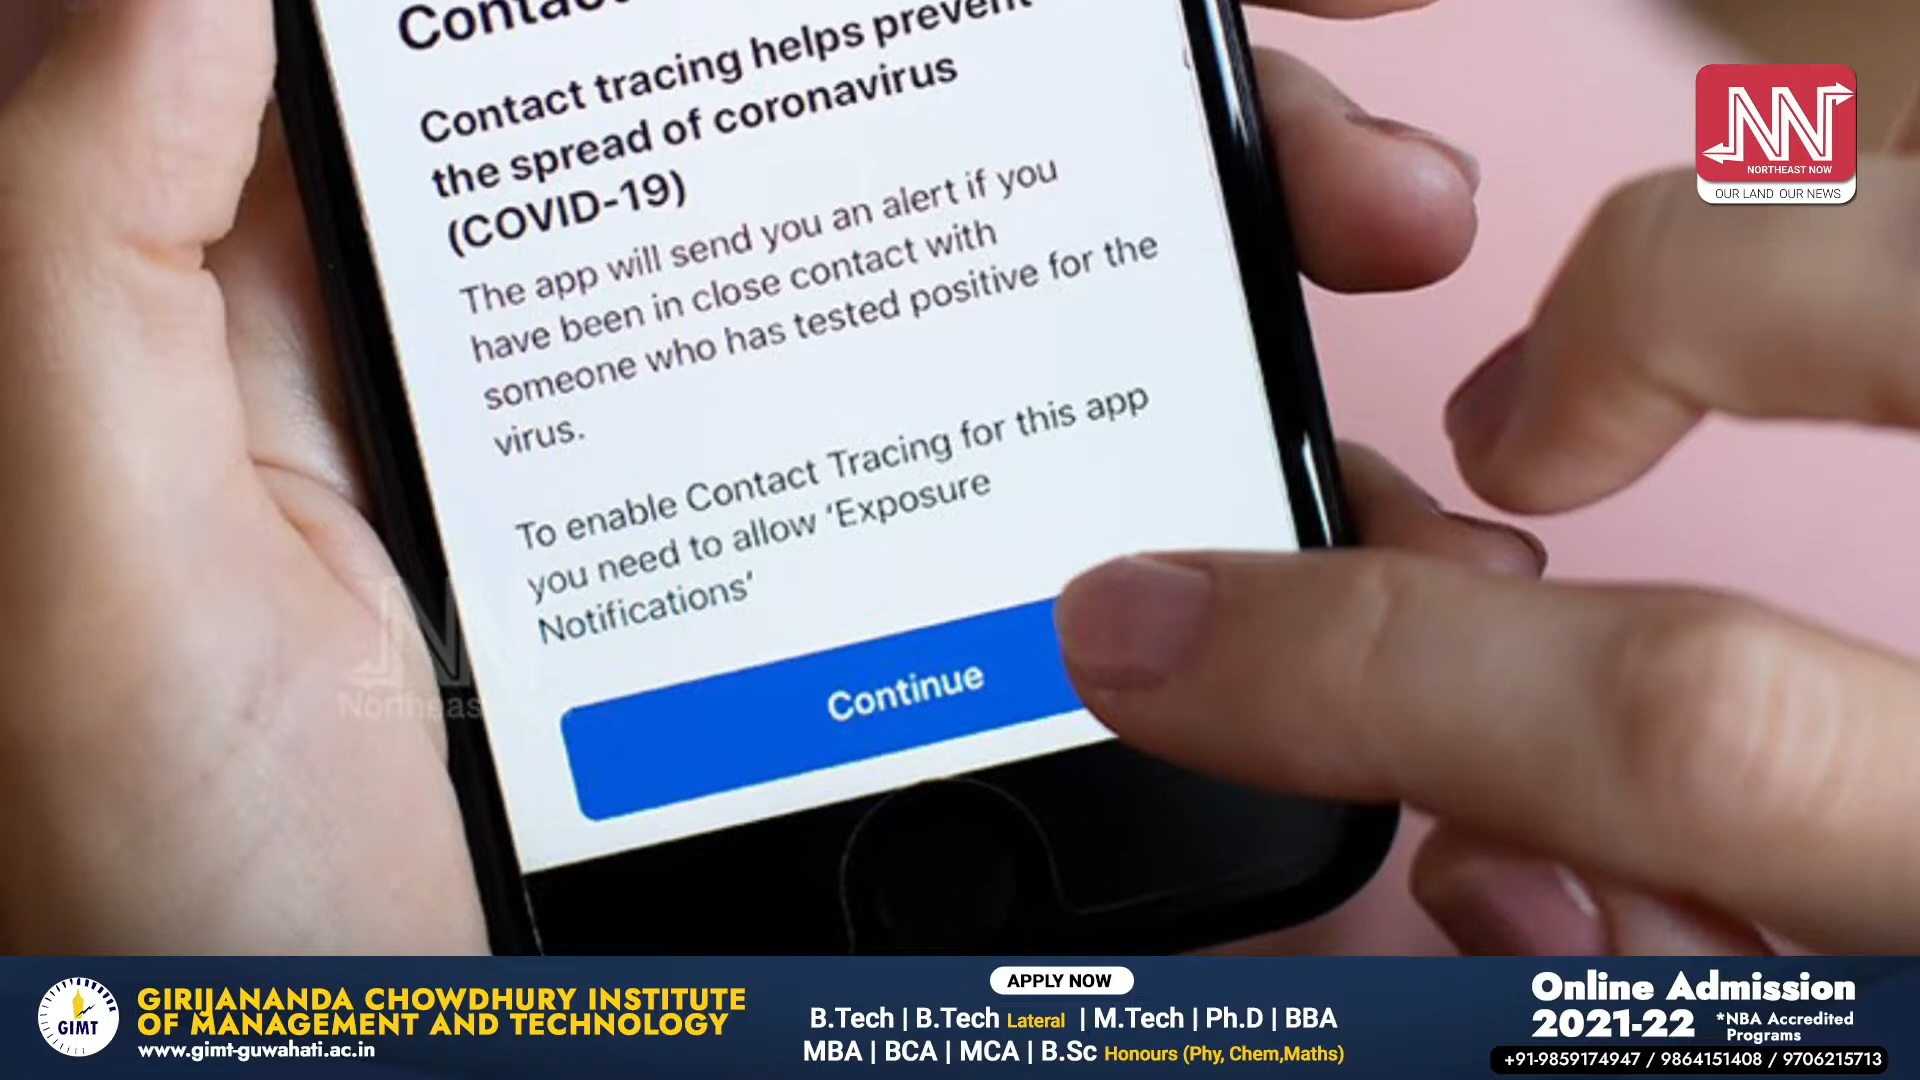 Contact tracing helps prevent
the spread of coronavirus
(COVID-19)
The app will send you an alert if you
have been in close contact with
someone who has tested positive for the
virus.
To enable Contact Tracing for this app
you need to allow ‘Exposure
Notifications’
Continue
NN
NORTHEAST NOW
OUR LAND OUR NEWS
GIMT
GIRIJANANDA CHOWDHURY INSTITUTE
OF MANAGEMENT AND TECHNOLOGY
www.gimt-guwahati.ac.in
APPLY NOW
B.Tech | B.Tech Lateral | M.Tech | Ph.D | BBA
MBA | BCA | MCA | B.Sc Honours (Phy, Chem,Maths)
Online Admission
2021-22 *NBA Accredited
Programs
+91-9859174947 / 9864151408 / 9706215713